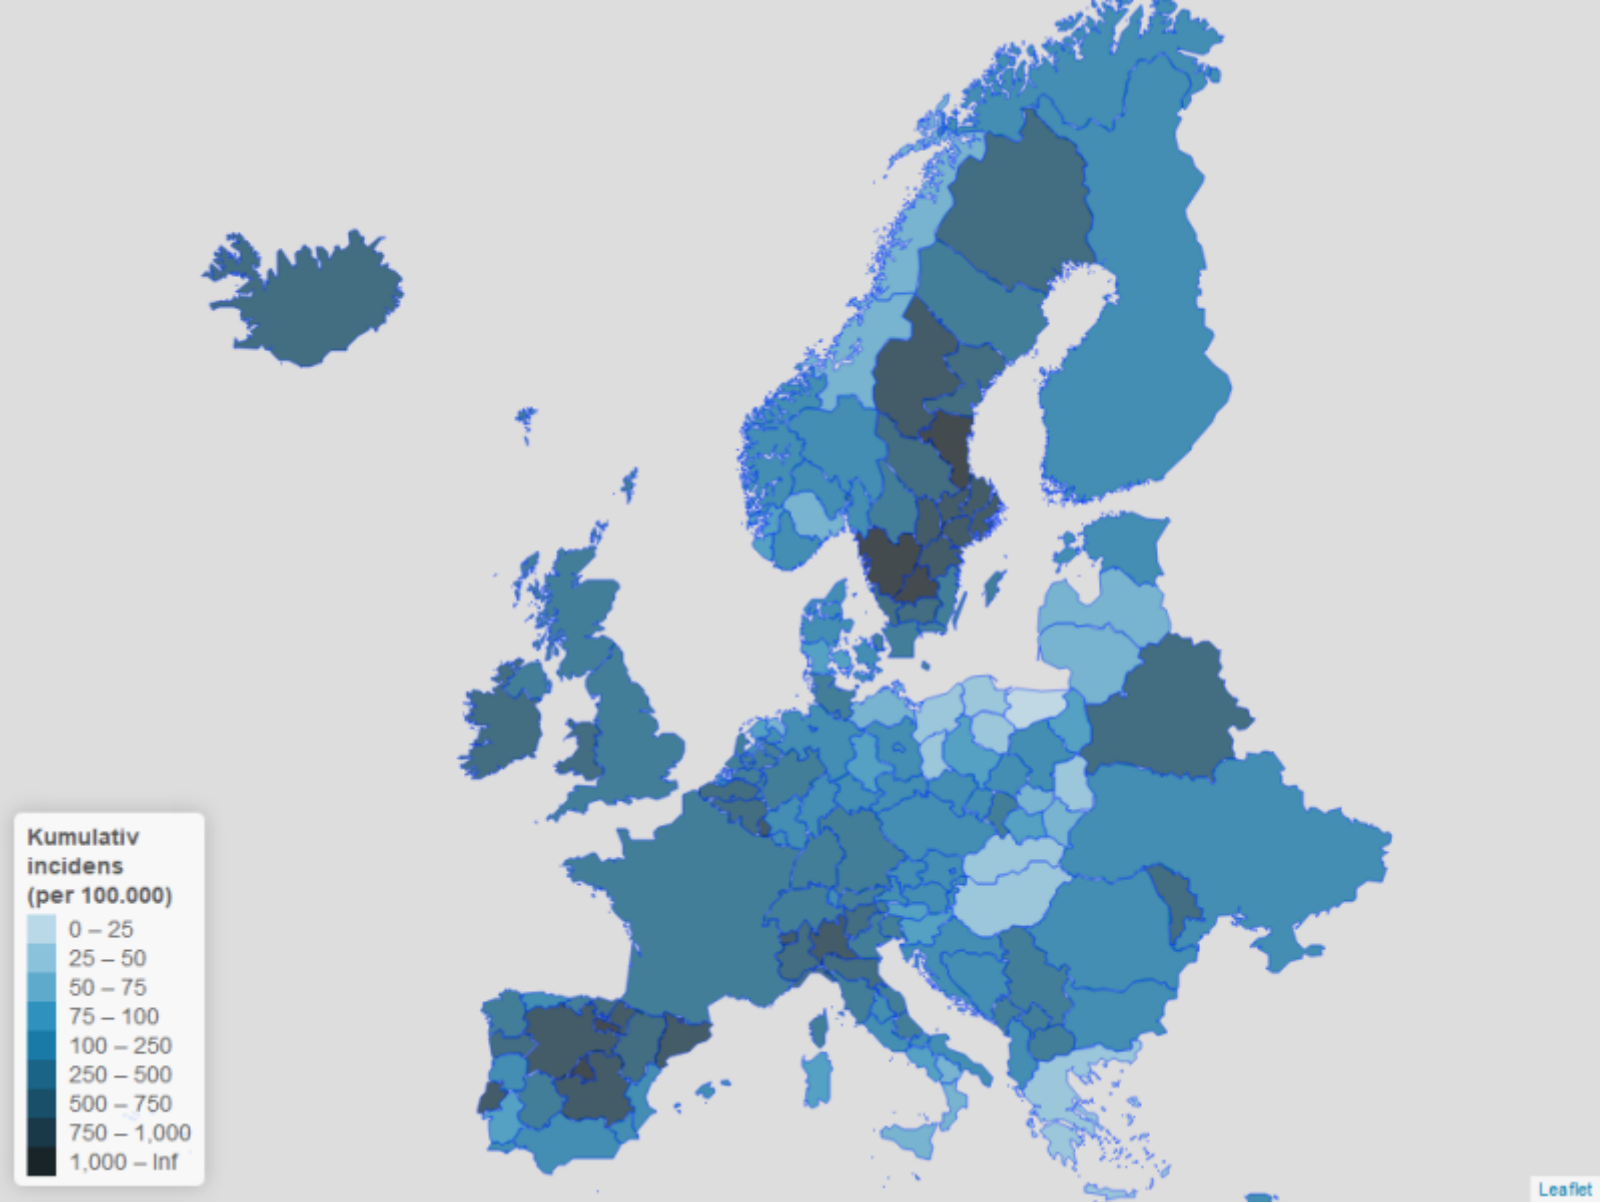 Kumulativ
incidens
(per 100.000)
0 – 25
25 – 50
50 – 75
75 – 100
100 – 250
250 – 500
500 – 750
750 – 1,000
1,000 – Inf
Leaflet